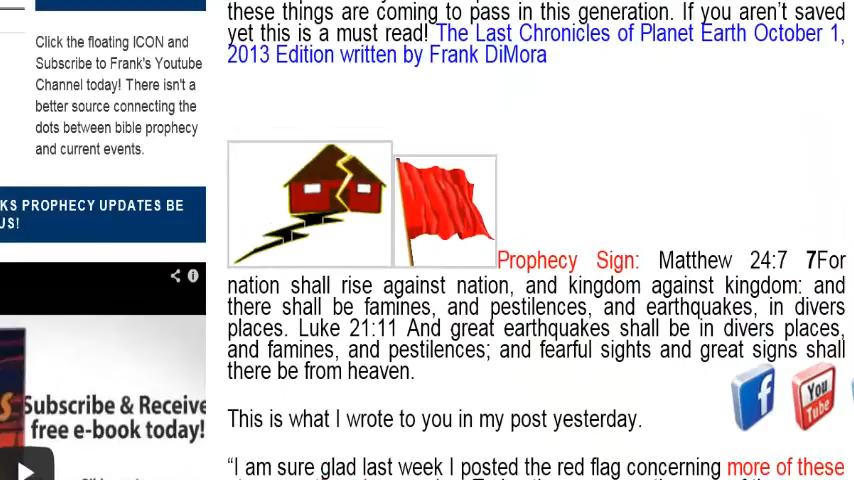 Click the floating ICON and
Subscribe to Frank's Youtube
Channel today! There isn't a
better source connecting the
dots between bible prophecy
and current events.
KS PROPHECY UPDATES BE
US!
Subscribe & Receive
free e-book today!
these things are coming to pass in this generation. If you aren't saved
yet this is a must read! The Last Chronicles of Planet Earth October 1,
2013 Edition written by Frank DiMora
Prophecy Sign: Matthew 24:7 7For
nation shall rise against nation, and kingdom against kingdom: and
there shall be famines, and pestilences, and earthquakes, in divers
places. Luke 21:11 And great earthquakes shall be in divers places,
and famines, and pestilences; and fearful sights and great signs shall
there be from heaven.
This is what I wrote to you in my post yesterday.
“I am sure glad last week I posted the red flag concerning more of these
f
You
Tube